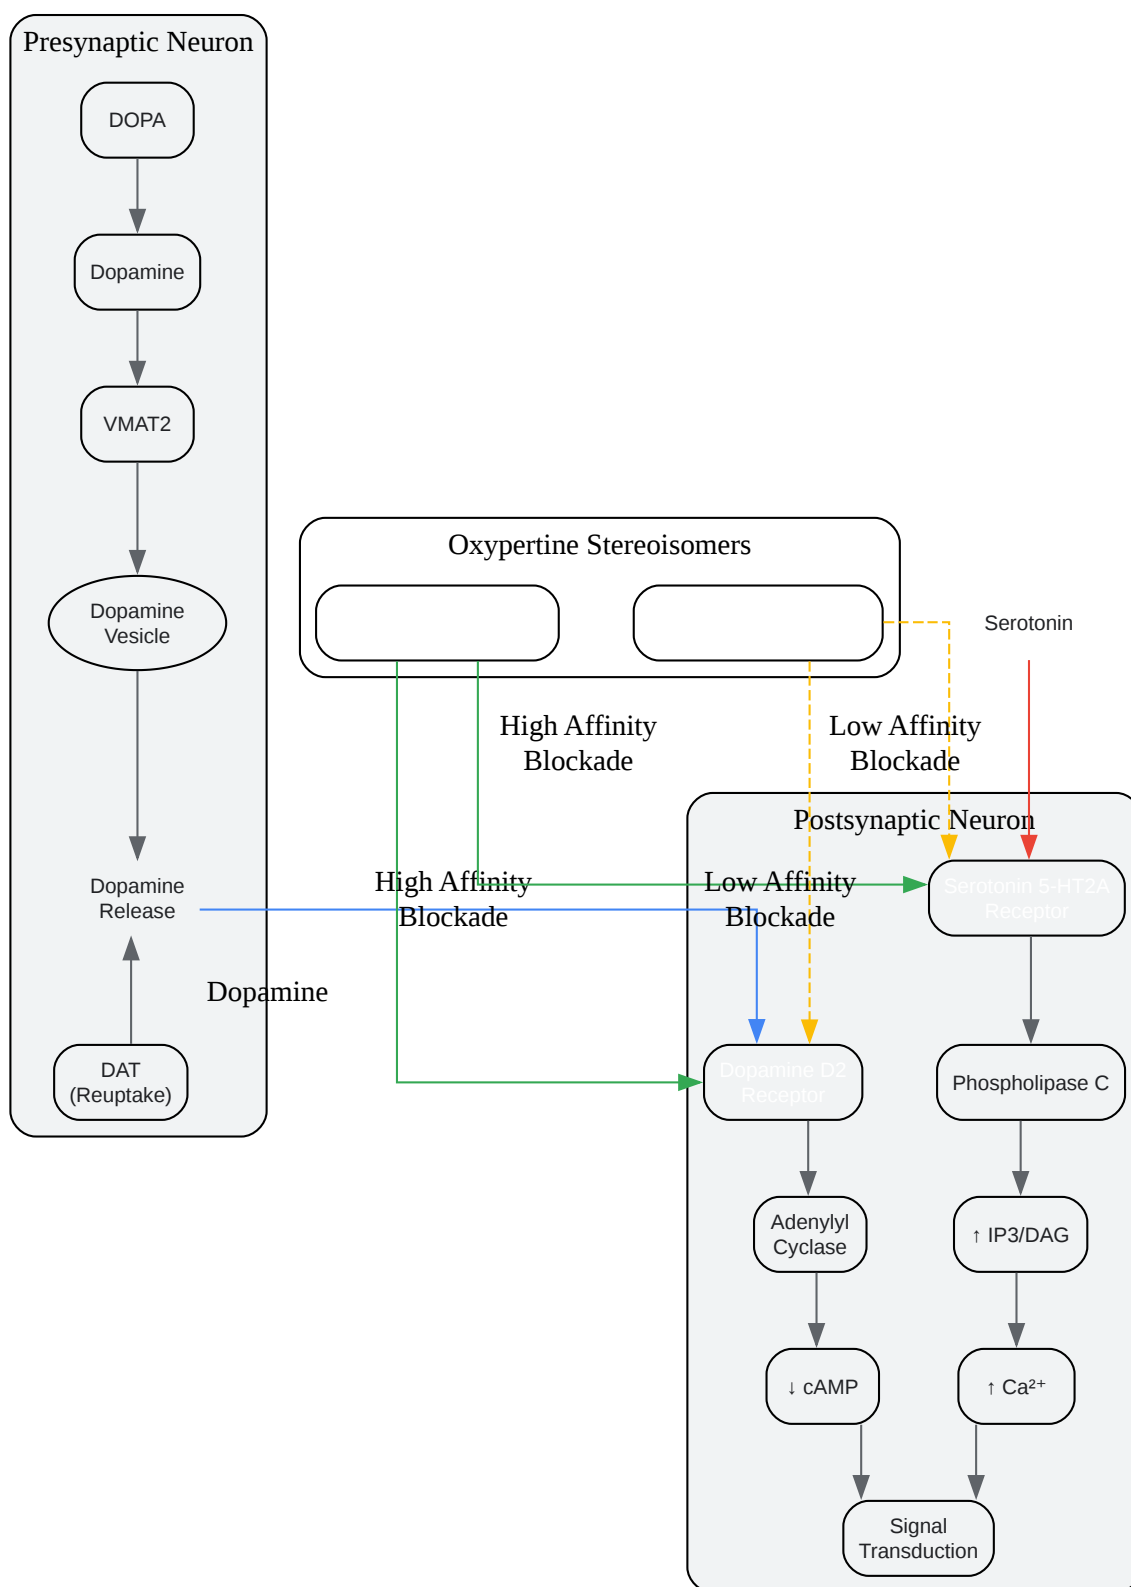 Presynaptic Neuron
DOPA
Dopamine
VMAT2
Dopamine
Vesicle
Dopamine
Release
Dopamine
DAT
(Reuptake)
Oxypertine Stereoisomers
Serotonin
High Affinity
Blockade
Low Affinity
Blockade
High Affinity
Blockade
Low Affinity
Blockade
Postsynaptic Neuron
Serotonin 5-HT2A
Receptor
Dopamine D2
Receptor
Phospholipase C
Adenylyl
Cyclase
↑ IP3/DAG
↓ cAMP
↑ Ca²⁺
Signal
Transduction